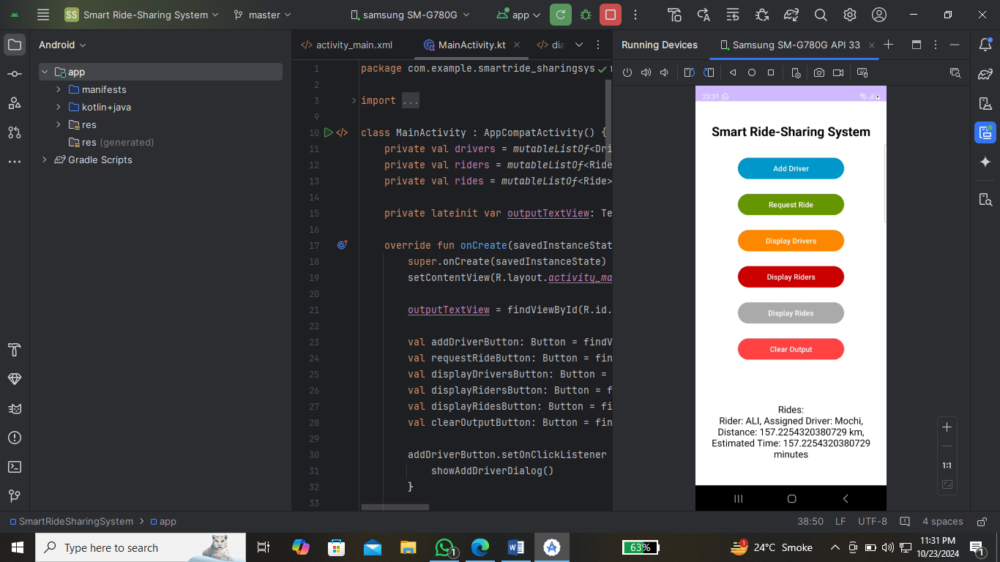 SS Smart Ride-Sharing System
master
samsung SM-G780G
app
Android
app
manifests
kotlin+java
res
res (generated)
Gradle Scripts
activity_main.xml
MainActivity.kt
dia
1 package com.example.smartride_sharingsys
2
3 import ...
9
10 class MainActivity : AppCompatActivity() {
11 private val drivers = mutableListOf<Dri
12 private val riders = mutableListOf<Ride
13 private val rides = mutableListOf<Ride>
14
15 private lateinit var outputTextView: Te
16
17 override fun onCreate(savedInstanceStat
18 super.onCreate(savedInstanceState)
19 setContentView(R.layout.activity_ma
20
21 outputTextView = findViewById(R.id.
22
23 val addDriverButton: Button = findV
24 val requestRideButton: Button = fin
25 val displayDriversButton: Button =
26 val displayRidersButton: Button = f
27 val displayRidesButton: Button = fi
28 val clearOutputButton: Button = fin
29
30 addDriverButton.setOnClickListener
31 showAddDriverDialog()
32 }
33
Running Devices
Samsung SM-G780G API 33
23:31
Smart Ride-Sharing System
Add Driver
Request Ride
Display Drivers
Display Riders
Display Rides
Clear Output
Rides:
Rider: ALI, Assigned Driver: Mochi,
Distance: 157.2254320380729 km,
Estimated Time: 157.2254320380729
minutes
1:1
SmartRideSharingSystem > app
38:50 LF UTF-8 4 spaces
Type here to search
1
63%
1
24°C Smoke
11:31 PM
10/23/2024
1